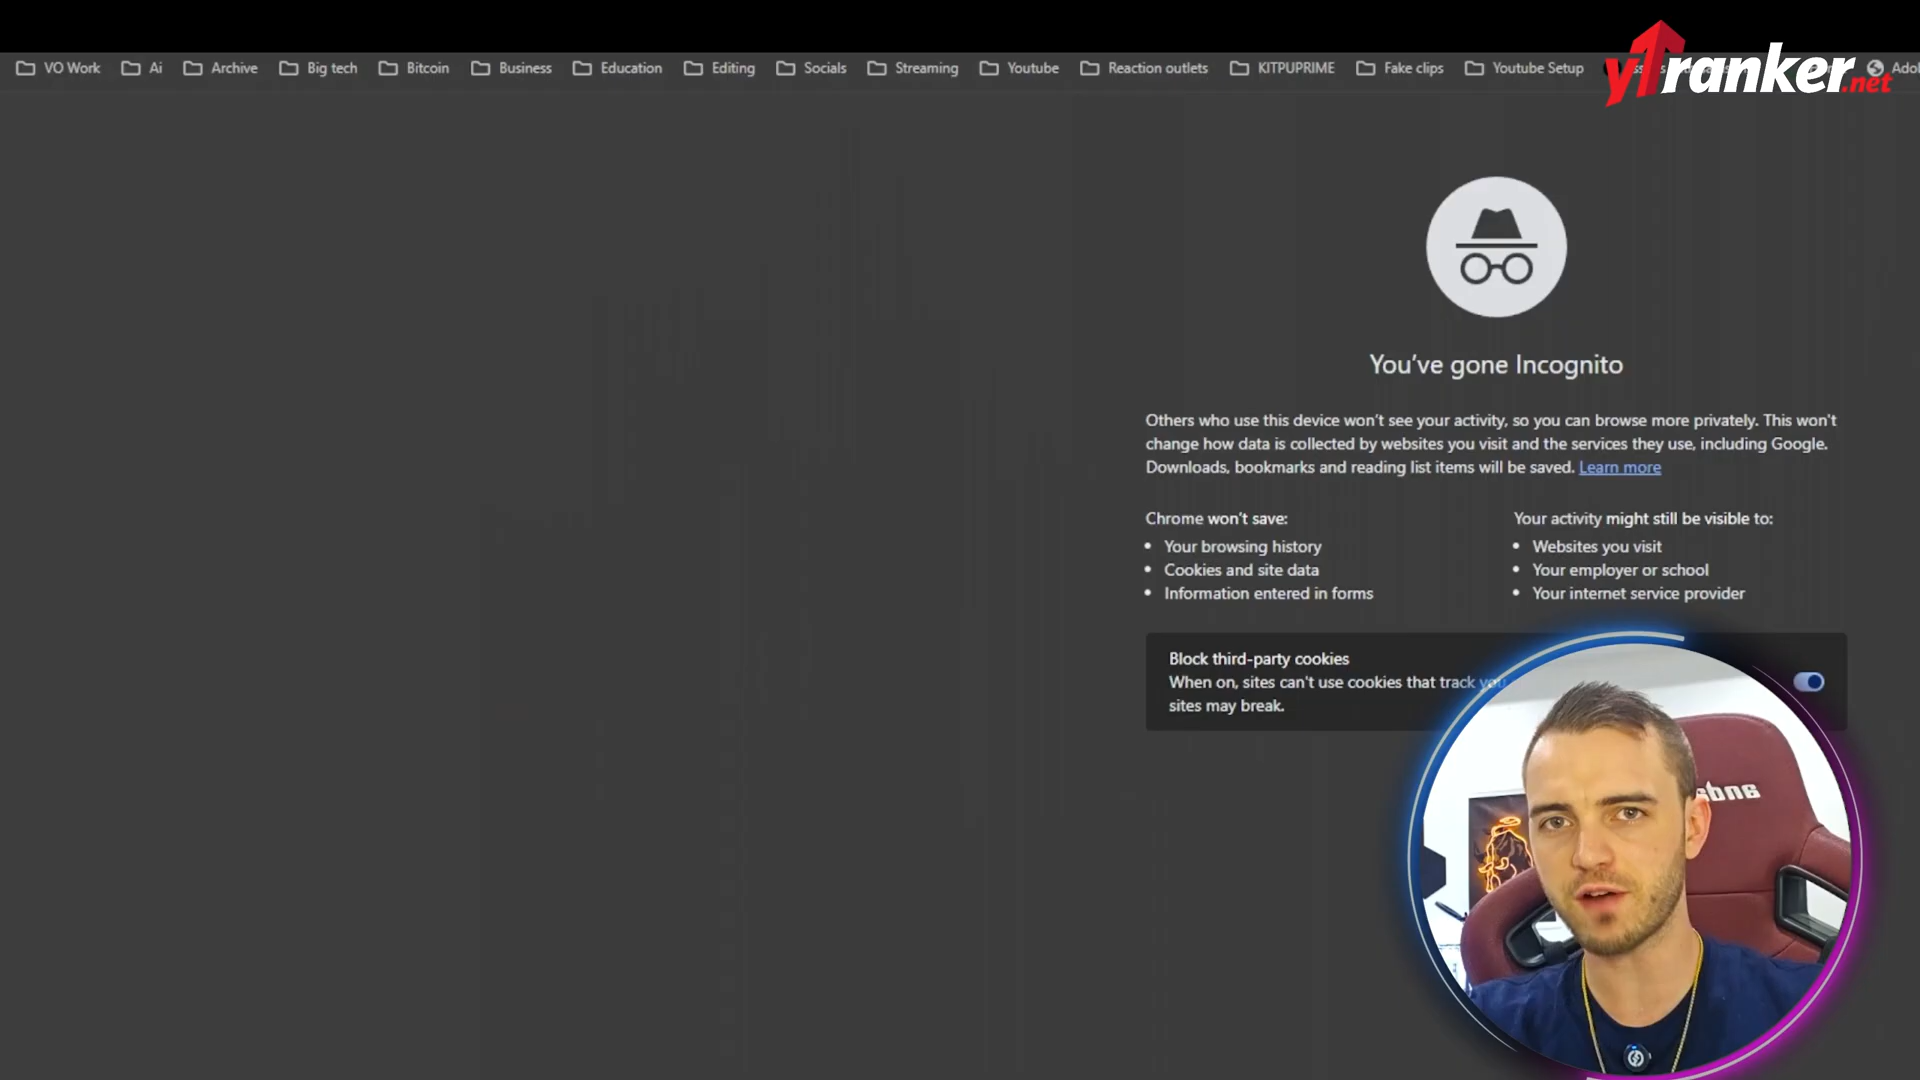 VO Work Ai Archive Big tech Bitcoin Business Education Editing Socials Streaming Youtube Reaction outlets KITPUPRIME Fake clips Youtube Setup
ytranker.net
You've gone Incognito
Others who use this device won't see your activity, so you can browse more privately. This won't
change how data is collected by websites you visit and the services they use, including Google.
Downloads, bookmarks and reading list items will be saved. Learn more
Chrome won't save:
Your browsing history
Cookies and site data
Information entered in forms
Your activity might still be visible to:
Websites you visit
Your employer or school
Your internet service provider
Block third-party cookies
When on, sites can't use cookies that track you
sites may break.